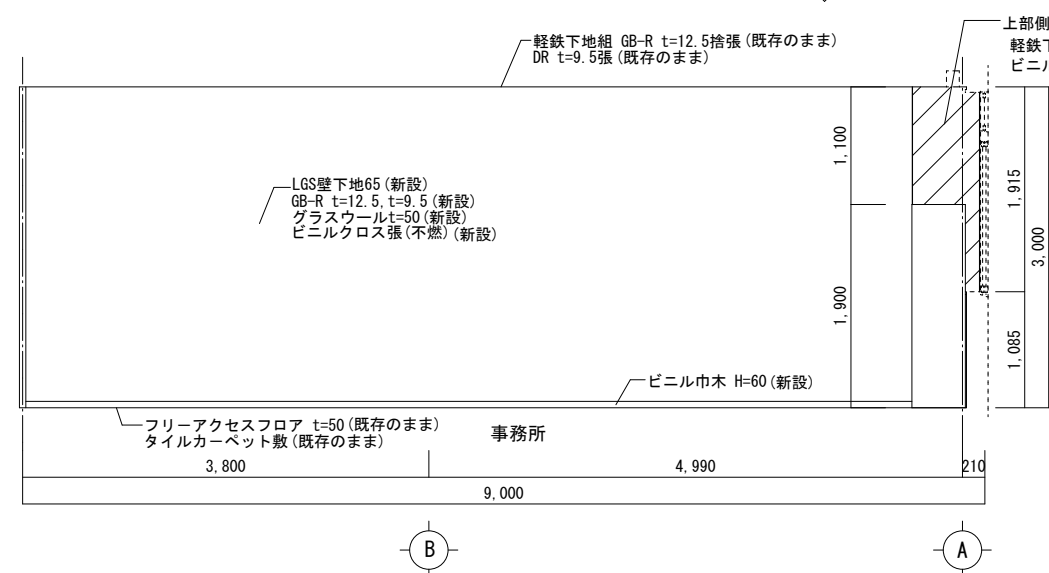 上部側
軽鉄下
ビニル
軽鉄下地組 GB-R t=12.5捨張(既存のまま)
DR t=9.5張(既存のまま)
LGS壁下地65(新設)
GB-R t=12.5,t=9.5(新設)
グラスウールt=50(新設)
ビニルクロス張(不燃)(新設)
1,100
1,900
1,915
3,000
1,085
ビニル巾木 H=60(新設)
フリーアクセスフロア t=50(既存のまま)
タイルカーペット敷(既存のまま)
事務所
3,800
4,990
210
9,000
B
A